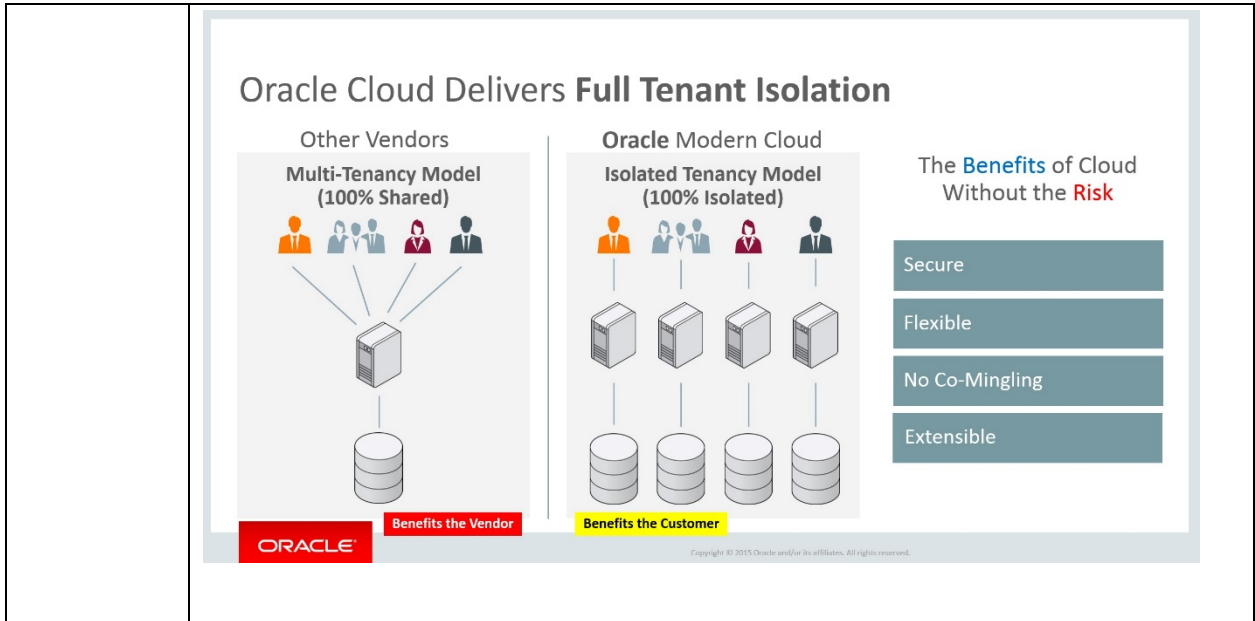 Oracle Cloud Delivers Full Tenant Isolation
Other Vendors
Multi-Tenancy Model
(100% Shared)
Benefits the Vendor
Oracle Modern Cloud
Isolated Tenancy Model
(100% Isolated)
Benefits the Customer
The Benefits of Cloud
Without the Risk
Secure
Flexible
No Co-Mingling
Extensible
ORACLE®
Copyright © 2015 Oracle and/or its affiliates. All rights reserved.